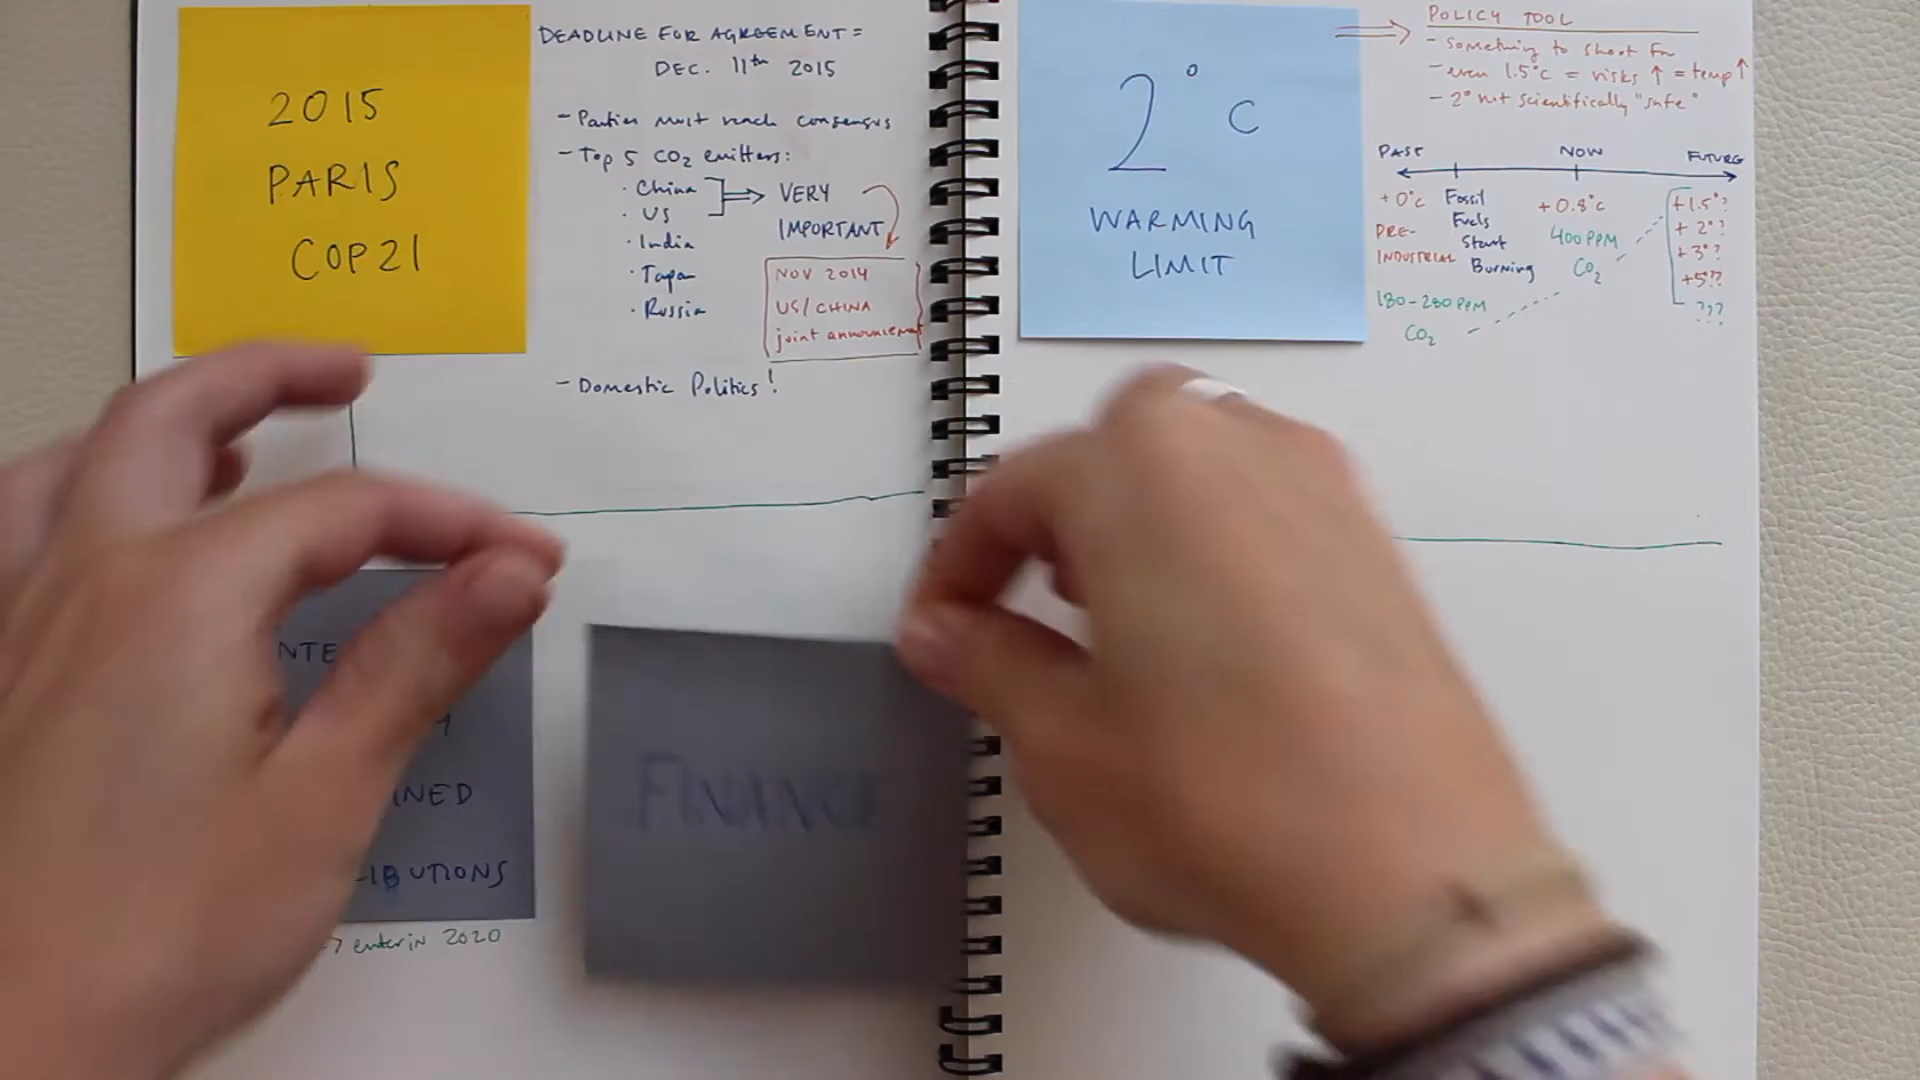 2015
PARIS
COP21
DEADLINE FOR AGREEMENT =
DEC. 11th 2015
- Parties must reach consensus
- Top 5 CO2 emitters:
· China
· US
· India
· Japan
· Russia
VERY
IMPORTANT
NOV 2014
US/CHINA
joint announcement
- Domestic Politics!
2°C
WARMING
LIMIT
POLICY TOOL
- something to shoot for
- even 1.5°C = risks ↑ = temp ↑
- 2° not scientifically "safe"
PAST
NOW
FUTURE
+0°C
PRE-
INDUSTRIAL
180-280 PPM
CO2
Fossil
Fuels
Start
Burning
+0.8°C
400 PPM
CO2
+1.5°?
+2°?
+3°?
+5°??
???
...
NTE
Y
INED
IBUTIONS
→ enter in 2020
FINANCE